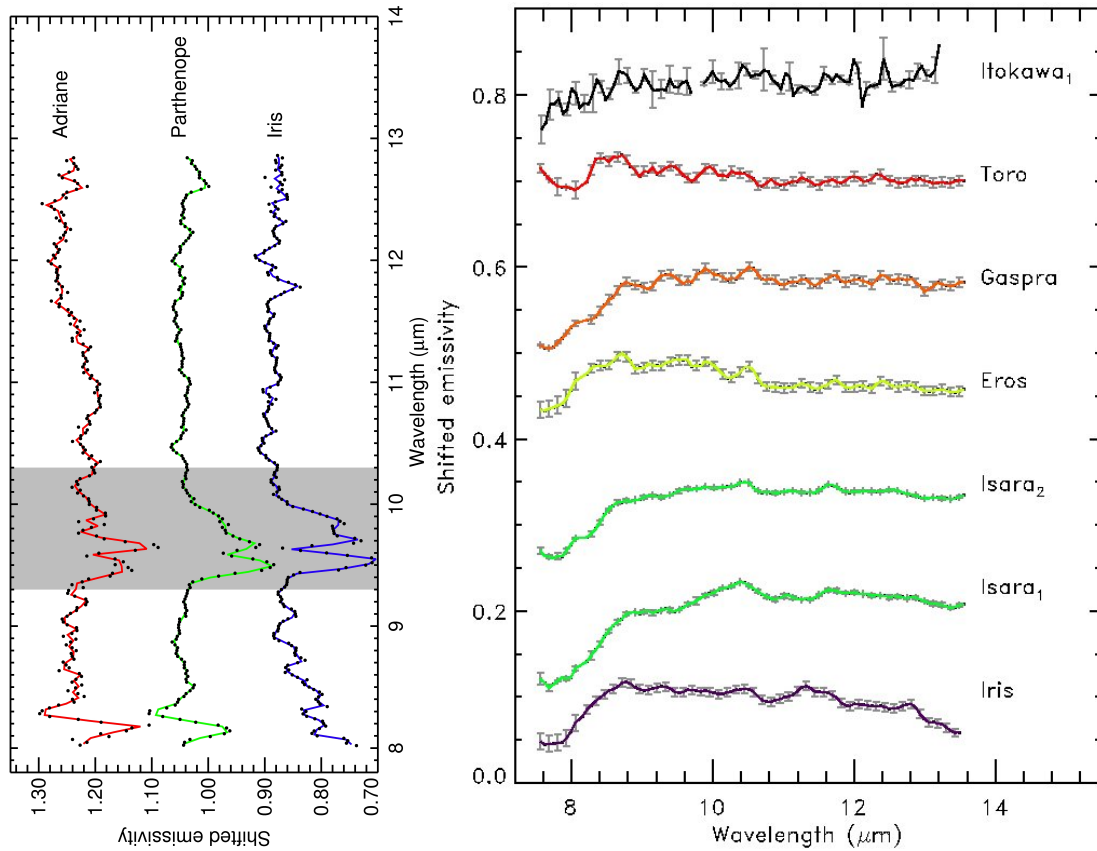 Adriane
Parthenope
Iris
1.30
1.20
1.10
1.00
0.90
0.80
0.70
Shifted emissivity
8
9
10
11
12
13
14
Wavelength (μm)
Itokawa₁
Toro
Gaspra
Eros
Isara₂
Isara₁
Iris
0.8
0.6
0.4
0.2
0.0
Shifted emissivity
8
10
12
14
Wavelength (μm)